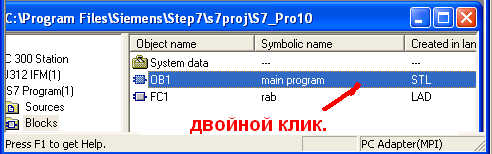 C:\Program Files\Siemens\Step7\s7proj\S7_Pro10
Object name Symbolic name Created in lan
C 300 Station
System data --- ---
J312 IFM(1)
OB1 main program STL
S7 Program(1)
FC1 rab LAD
Sources
Blocks
двойной клик.
Press F1 to get Help. PC Adapter(MPI)